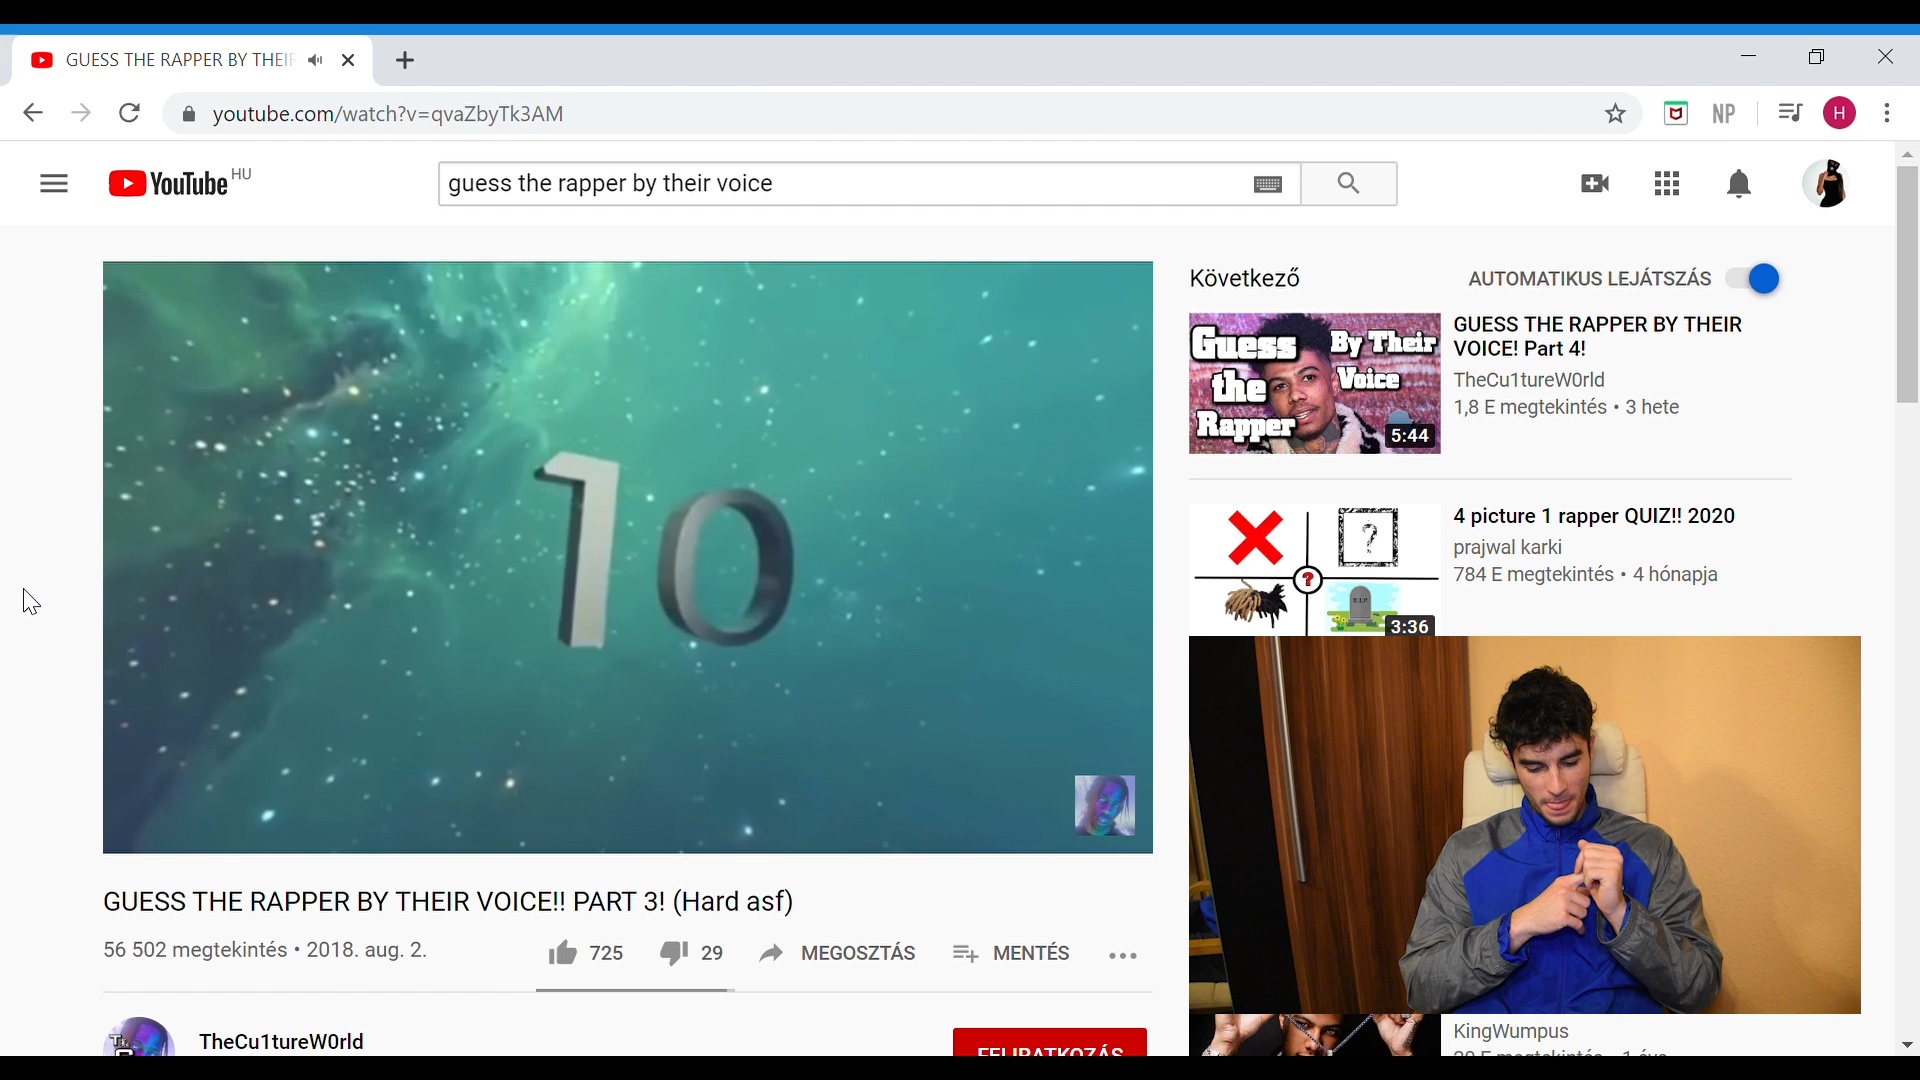 GUESS THE RAPPER BY THEIR
youtube.com/watch?v=qvaZbyTk3AM
NP
H
YouTube HU
guess the rapper by their voice
10
GUESS THE RAPPER BY THEIR VOICE!! PART 3! (Hard asf)
56 502 megtekintés • 2018. aug. 2.
725
29
MEGOSZTÁS
MENTÉS
TheCu1tureW0rld
FELIRATKOZÁS
Következő
AUTOMATIKUS LEJÁTSZÁS
Guess By Their
the Voice
Rapper
5:44
GUESS THE RAPPER BY THEIR
VOICE! Part 4!
TheCu1tureW0rld
1,8 E megtekintés • 3 hete
?
?
R.I.P.
3:36
4 picture 1 rapper QUIZ!! 2020
prajwal karki
784 E megtekintés • 4 hónapja
KingWumpus